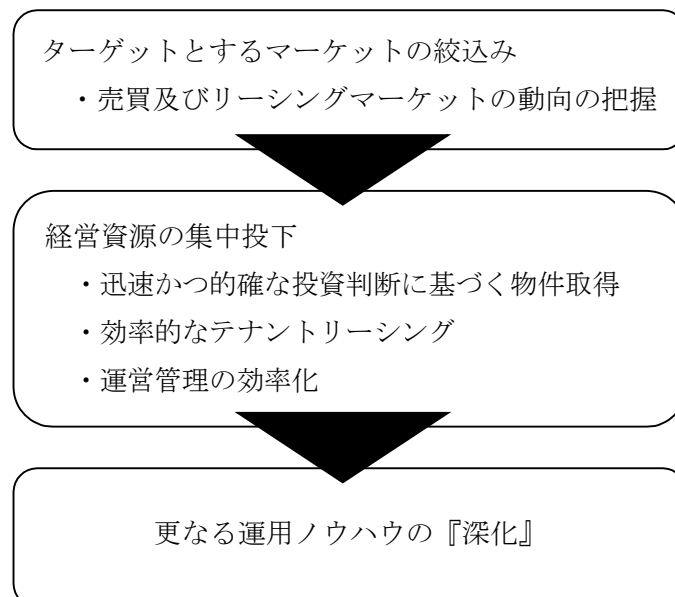 ターゲットとするマーケットの絞込み
・売買及びリーシングマーケットの動向の把握
経営資源の集中投下
・迅速かつ的確な投資判断に基づく物件取得
・効率的なテナントリーシング
・運営管理の効率化
更なる運用ノウハウの『深化』